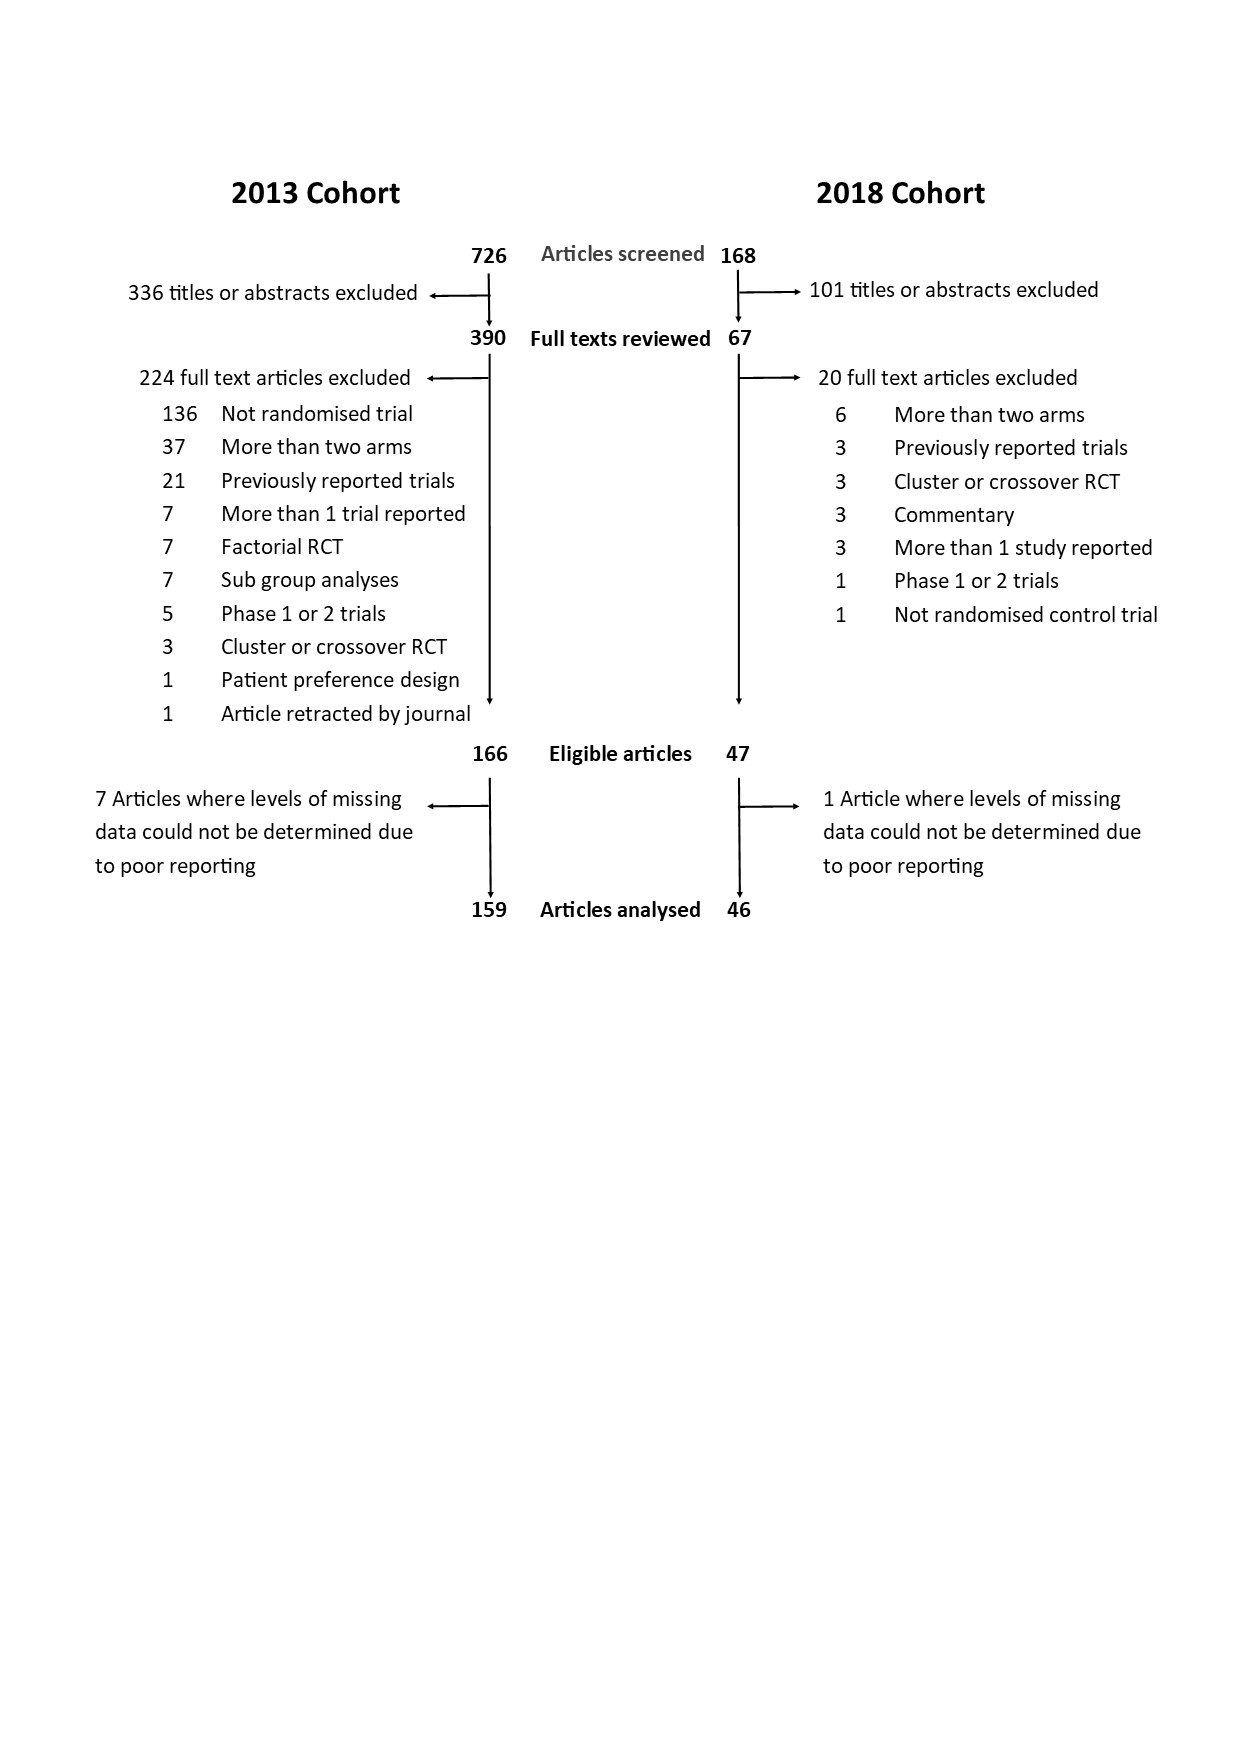 2013 Cohort 2018 Cohort
726 Articles screened 168
336 titles or abstracts excluded 101 titles or abstracts excluded
390 Full texts reviewed 67
224 full text articles excluded 20 full text articles excluded
136 Not randomised trial 6 More than two arms
37 More than two arms 3 Previously reported trials
21 Previously reported trials 3 Cluster or crossover RCT
7 More than 1 trial reported 3 Commentary
7 Factorial RCT 3 More than 1 study reported
7 Sub group analyses 1 Phase 1 or 2 trials
5 Phase 1 or 2 trials 1 Not randomised control trial
3 Cluster or crossover RCT
1 Patient preference design
1 Article retracted by journal
166 Eligible articles 47
7 Articles where levels of missing 1 Article where levels of missing
data could not be determined due data could not be determined due
to poor reporting to poor reporting
159 Articles analysed 46